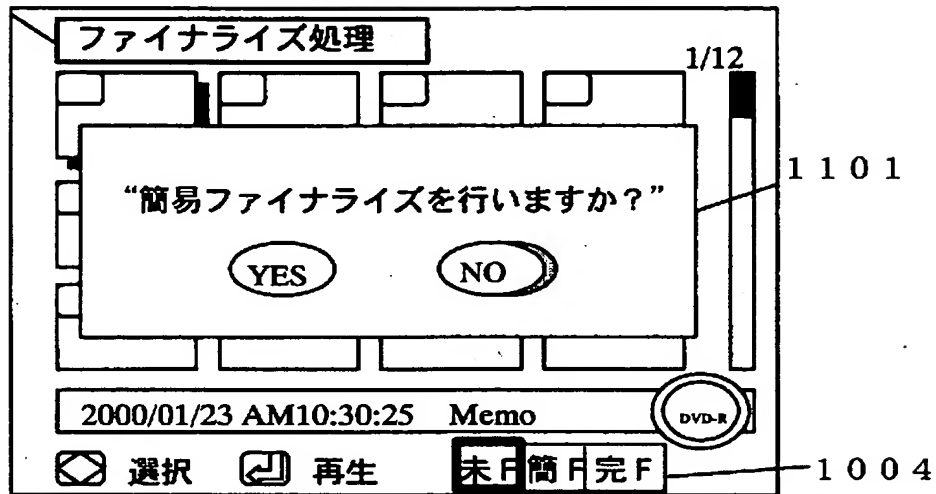 ファイナライズ処理
1/12
1101
“簡易ファイナライズを行いますか?”
YES NO
2000/01/23 AM10:30:25 Memo DVD-R
選択 再生 未F 簡F 完F 1004